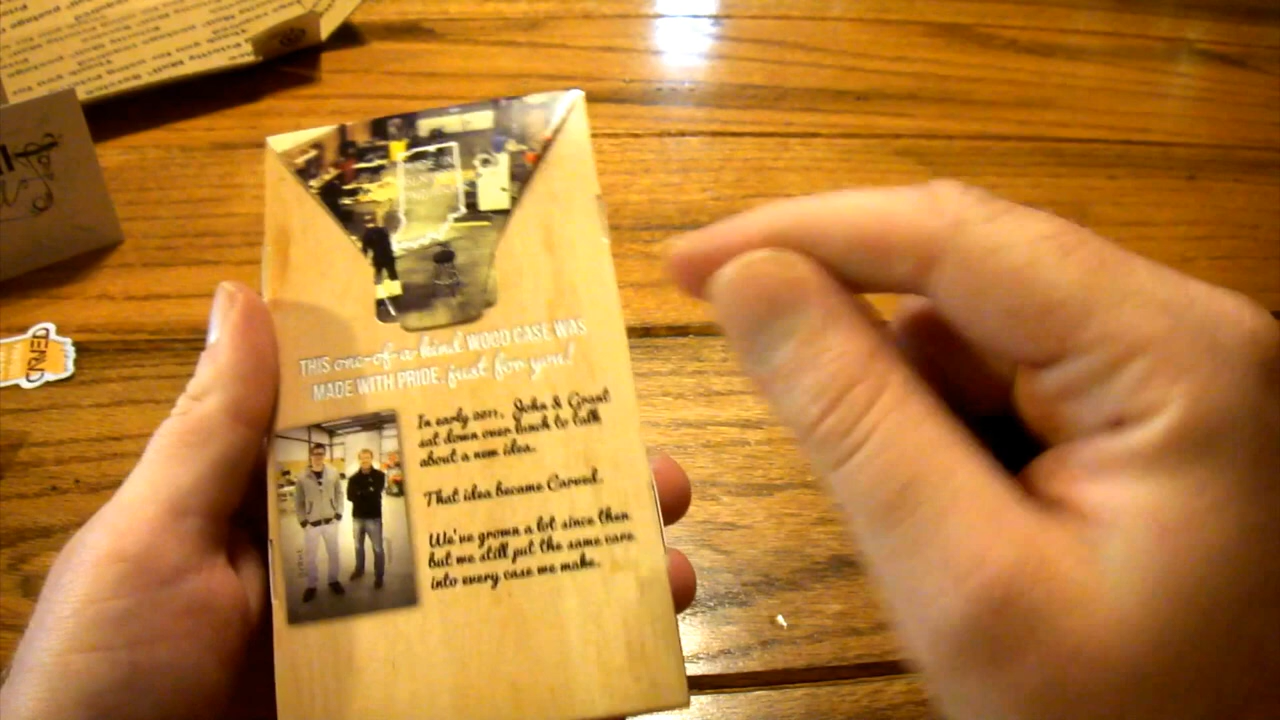 THIS one-of-a-kind WOOD CASE WAS
MADE WITH PRIDE, just for you!
In early 2011, John & Grant
sat down over lunch to talk
about a new idea.
That idea became Carved.
We've grown a lot since then
but we still put the same care
into every case we make.
CARVED